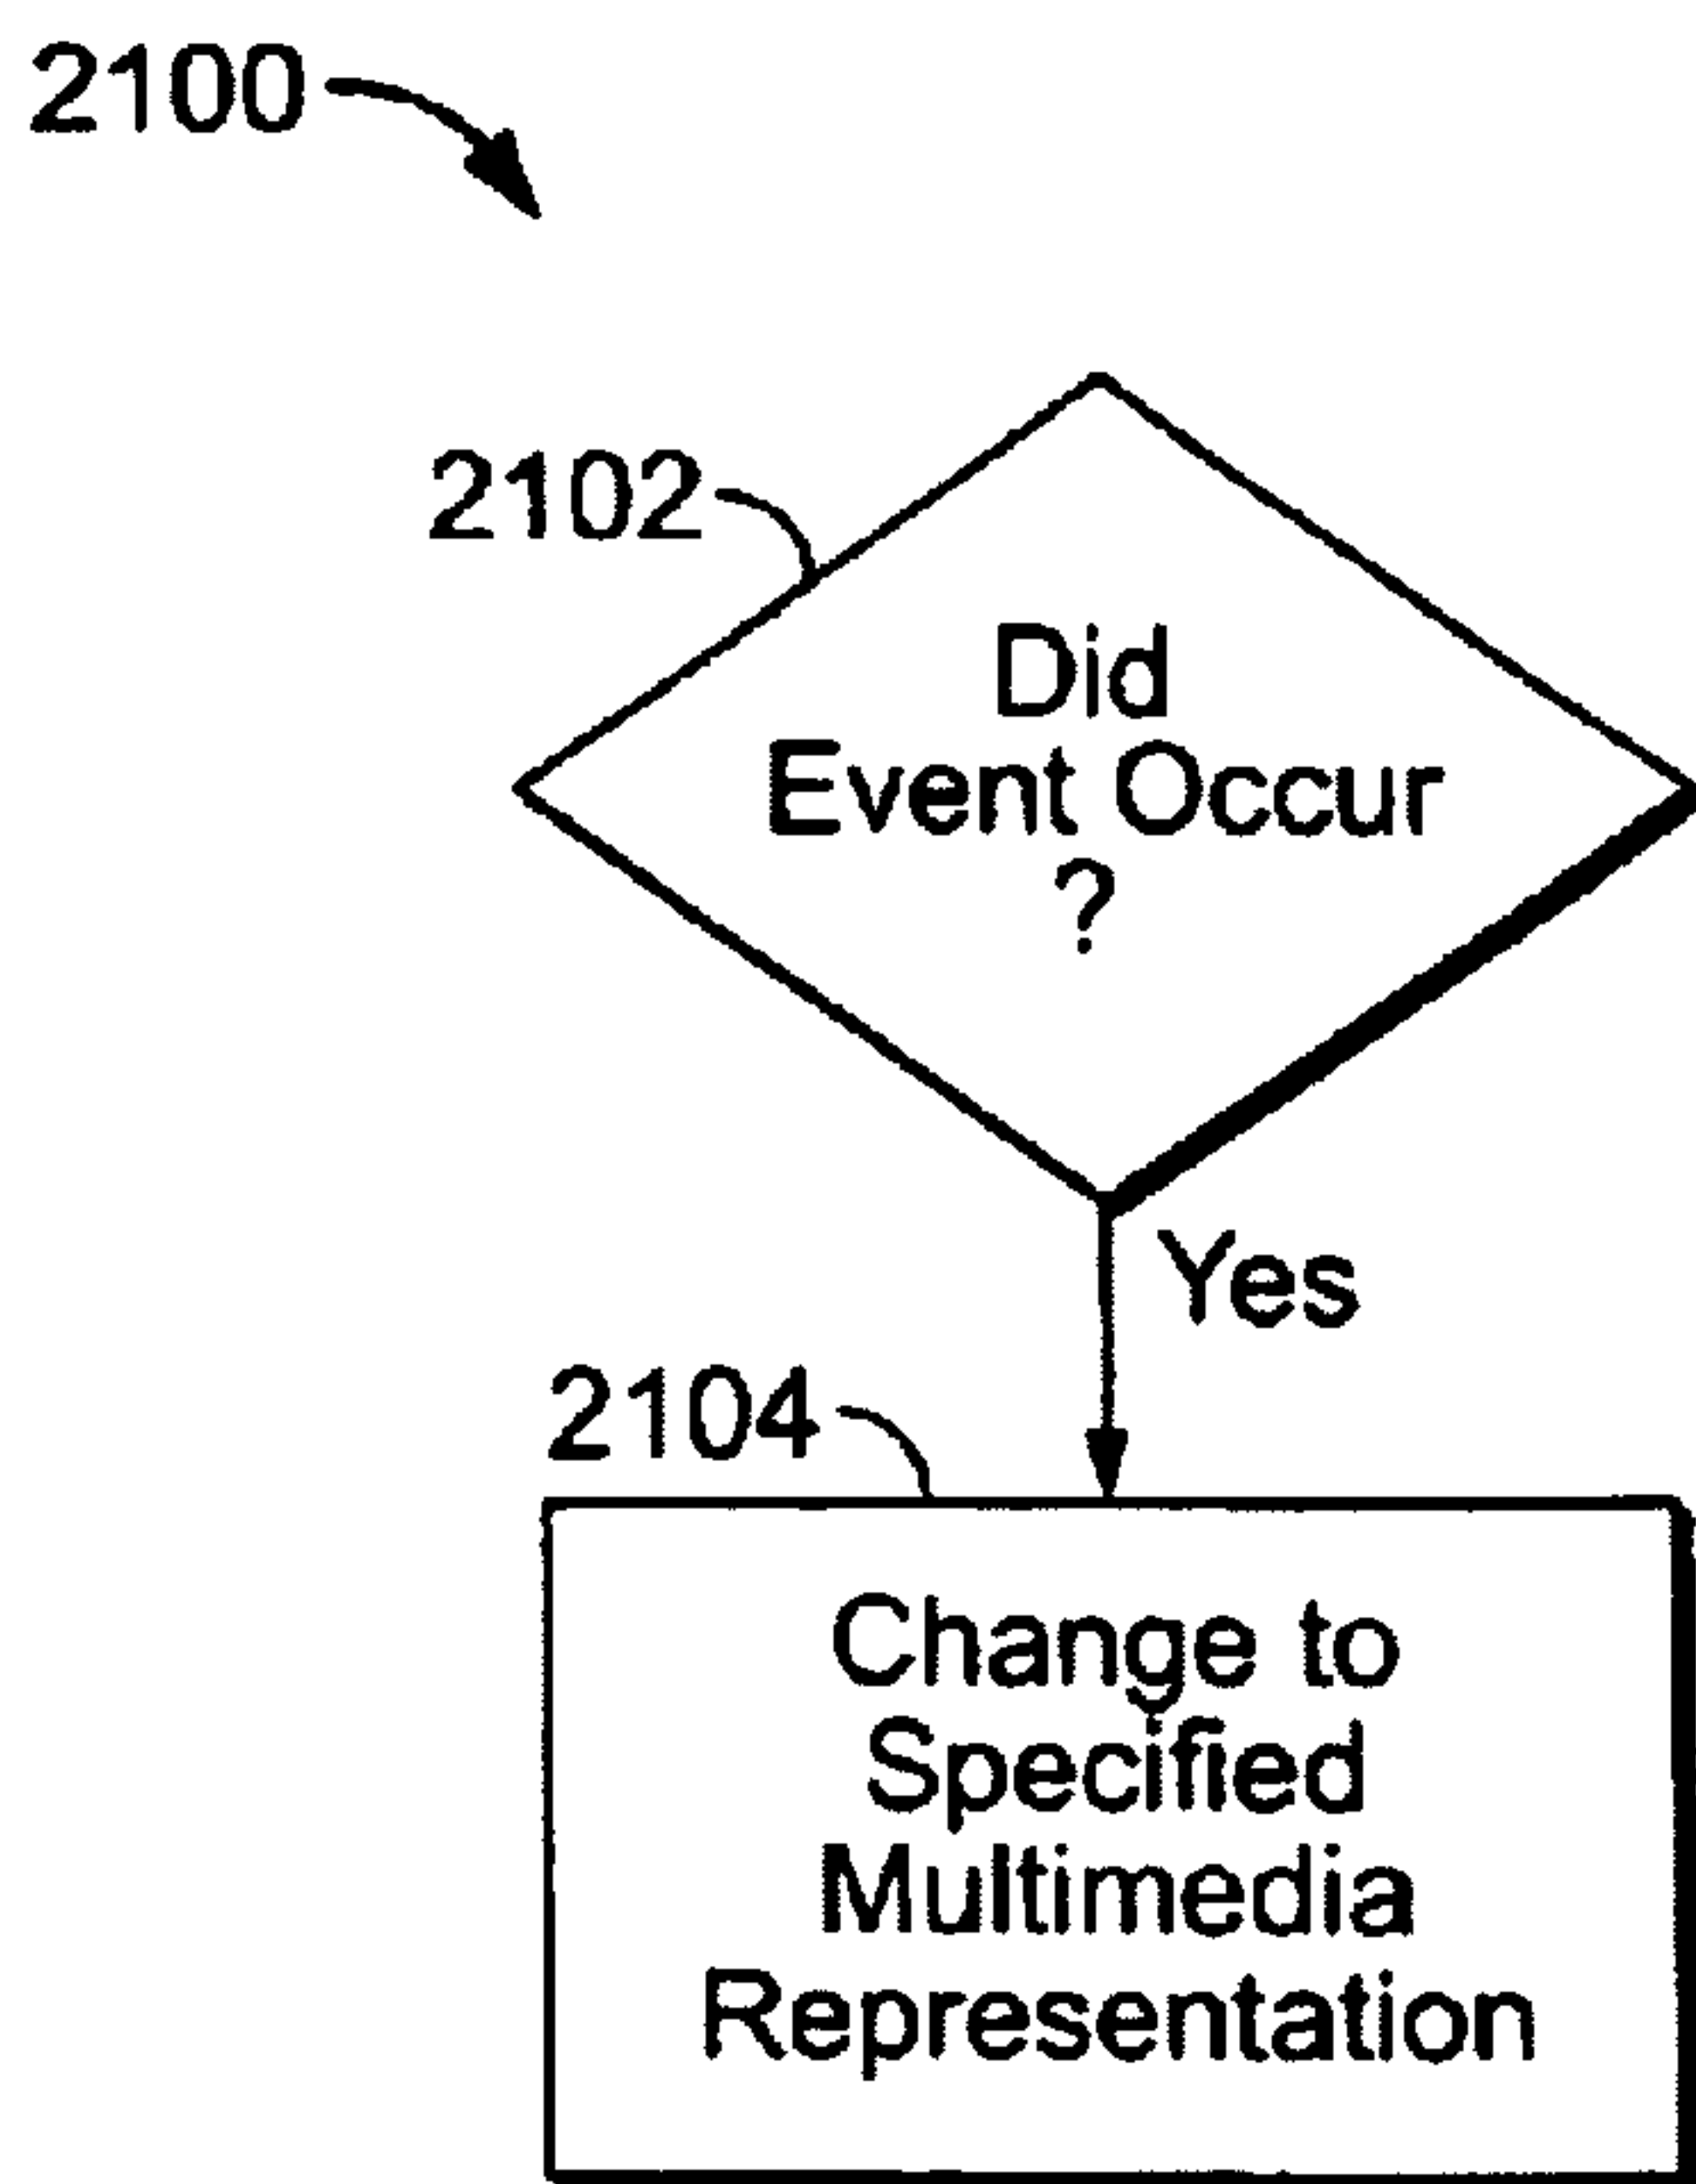 2100
2102
Did
Event Occur
?
Yes
2104
Change to
Specified
Multimedia
Representation